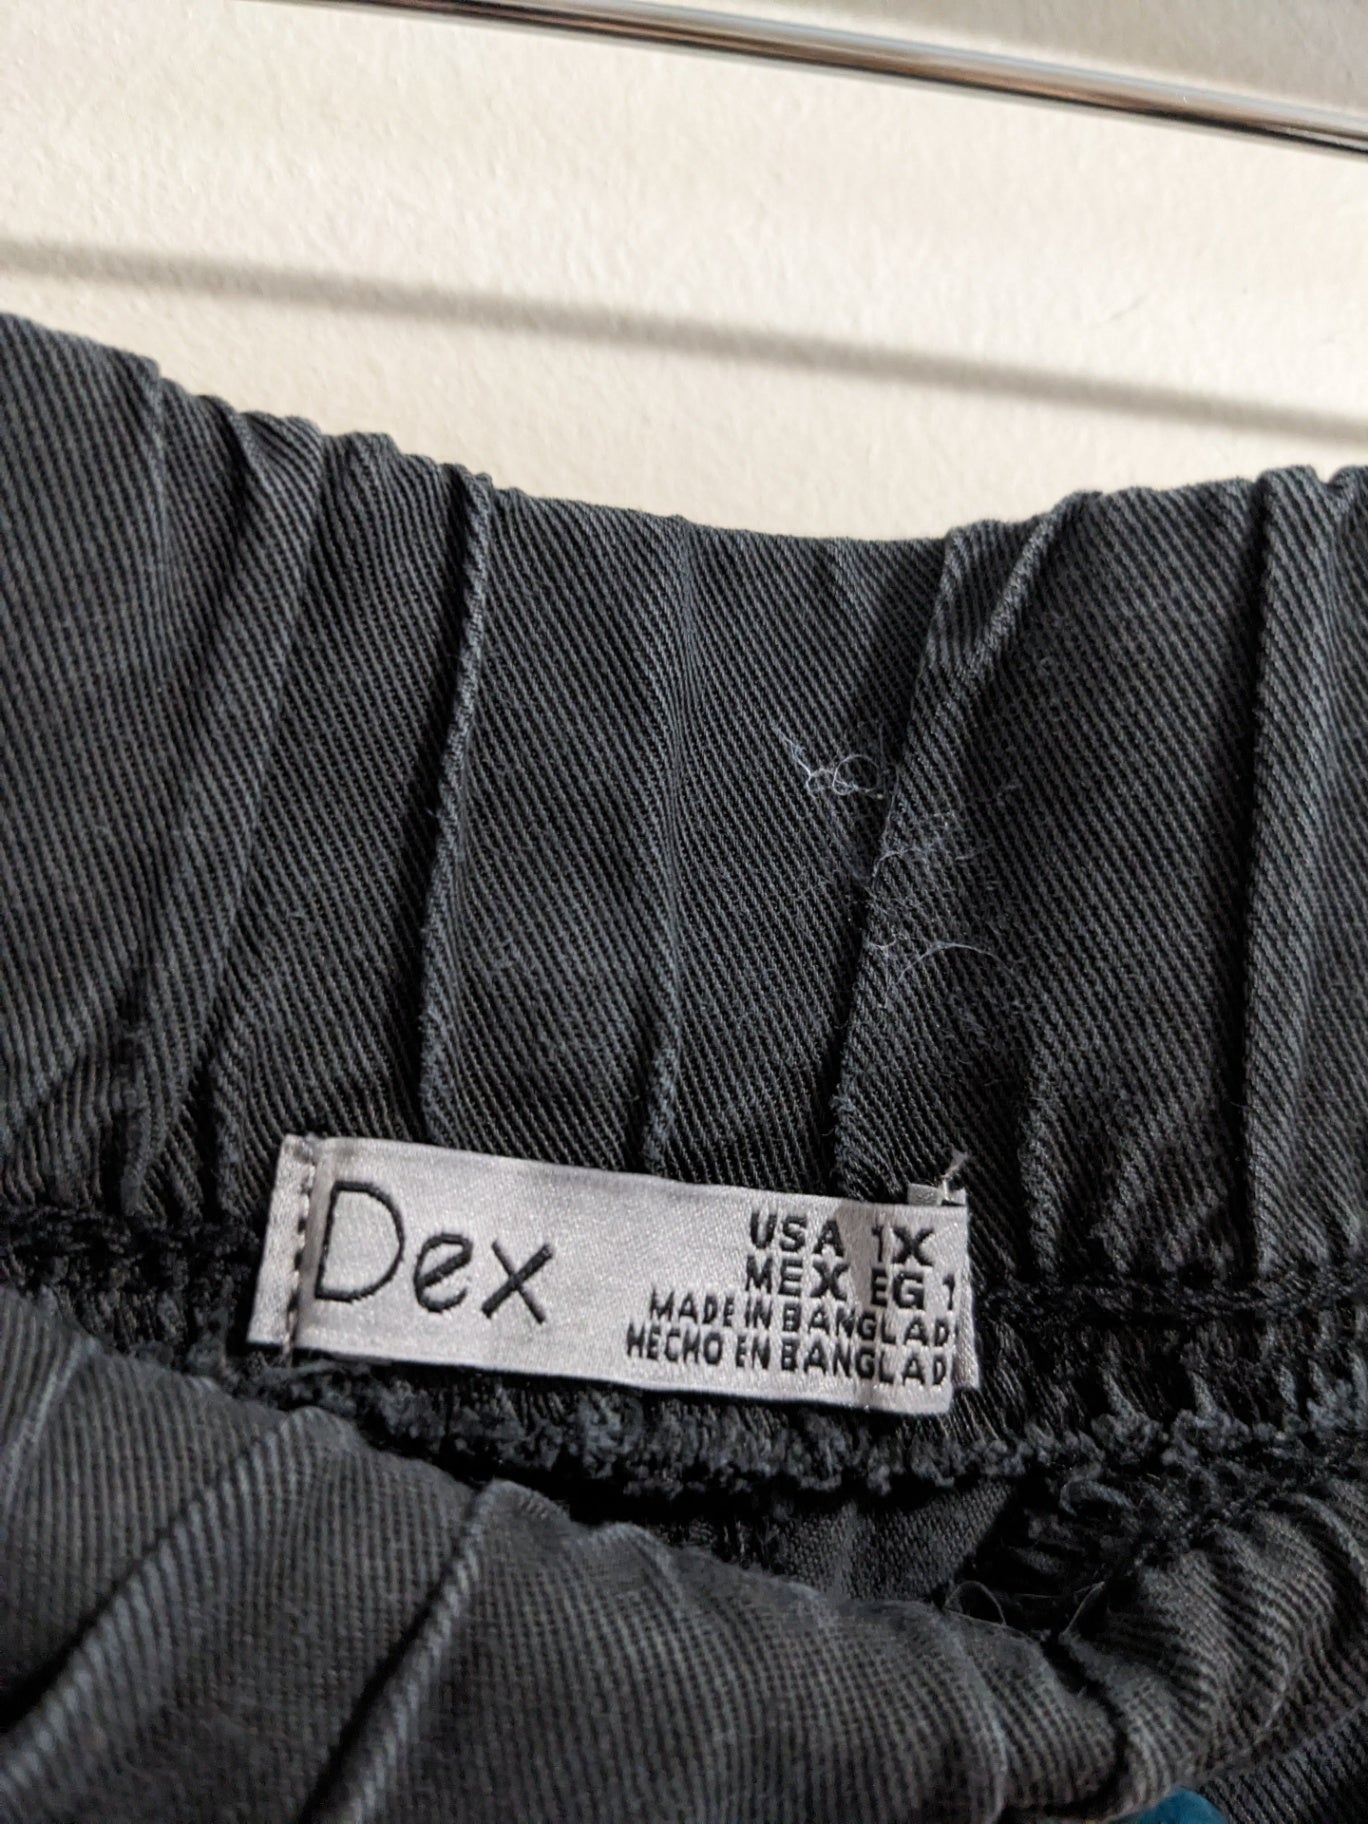 Dex
USA 1X
MEX EG 1
MADE IN BANGLAD
HECHO EN BANGLAD